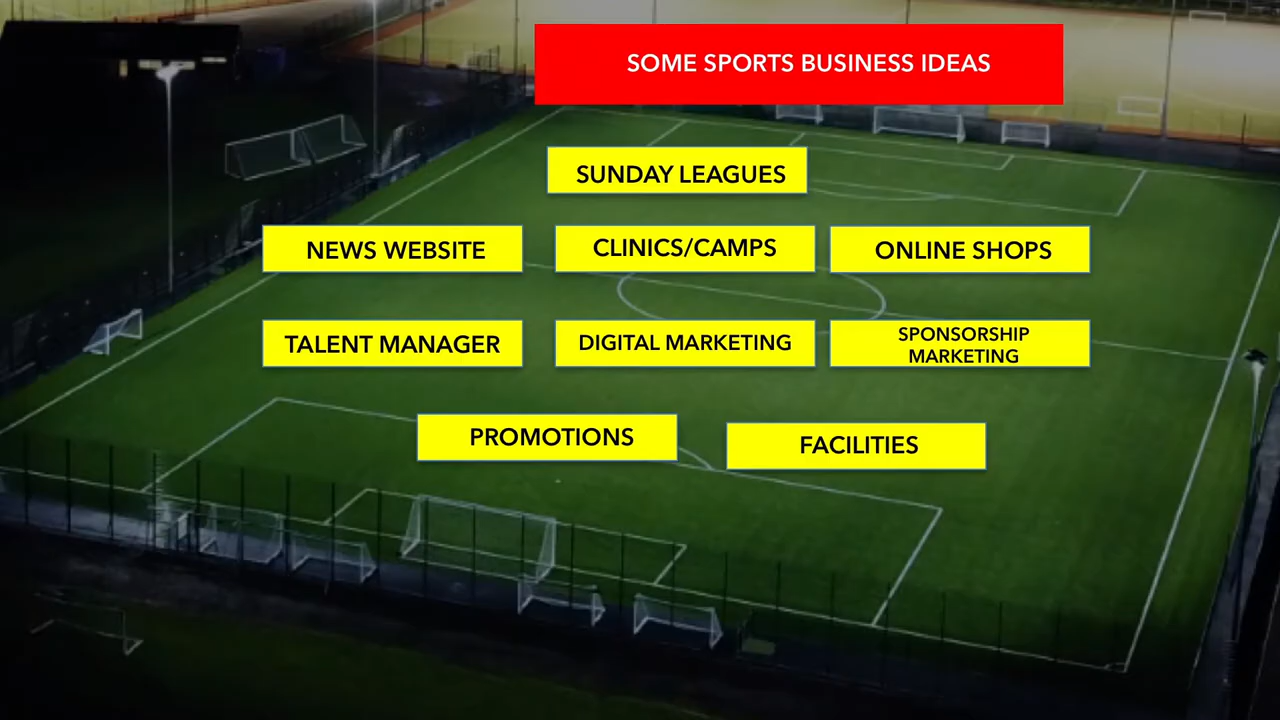 SOME SPORTS BUSINESS IDEAS
SUNDAY LEAGUES
NEWS WEBSITE
CLINICS/CAMPS
ONLINE SHOPS
TALENT MANAGER
DIGITAL MARKETING
SPONSORSHIP
MARKETING
PROMOTIONS
FACILITIES